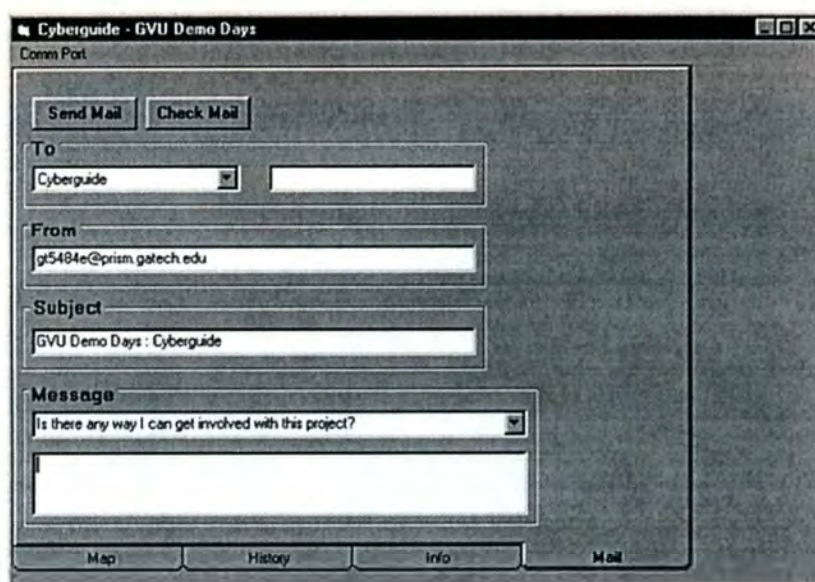 Cyberguide - GVU Demo Days
Comm Port
Send Mail Check Mail
To
Cyberguide
From
gt5484e@prism.gatech.edu
Subject
GVU Demo Days : Cyberguide
Message
Is there any way I can get involved with this project?
Map History Info Mail